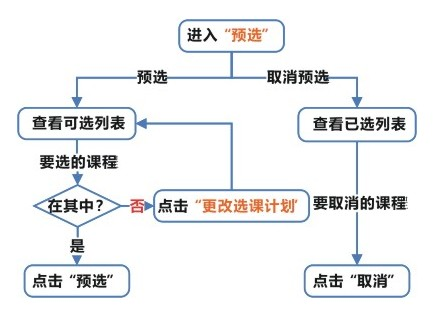 进入“预选”
预选
取消预选
查看可选列表
查看已选列表
要选的课程
在其中？
否
点击“更改选课计划’
要取消的课程
是
点击“预选”
点击“取消”